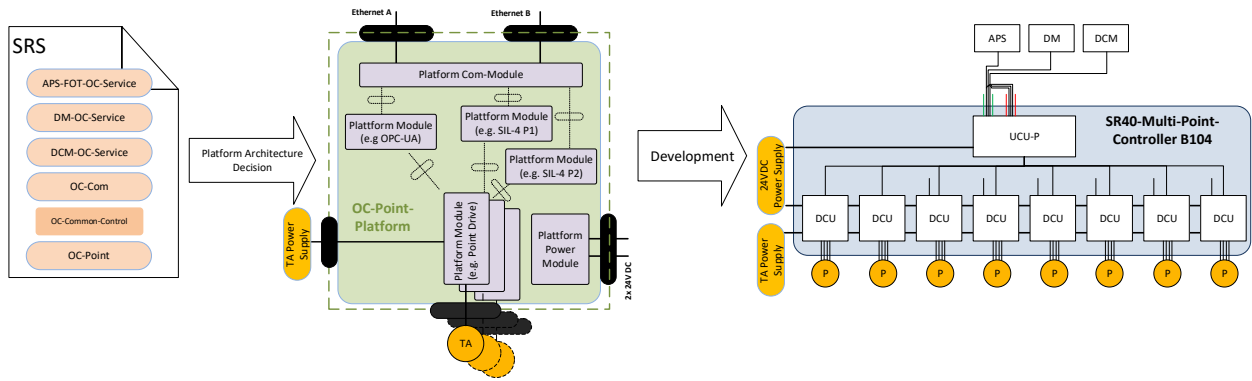 SRS
APS-FOT-OC-Service
DM-OC-Service
DCM-OC-Service
OC-Com
OC-Common-Control
OC-Point
Platform Architecture
Decision
Ethernet A
Ethernet B
Plattform Com-Module
Plattform Module
(e.g OPC-UA)
Plattform Module
(e.g. SIL-4 P1)
Plattform Module
(e.g. SIL-4 P2)
OC-Point-
Platform
Platform Module
(e.g. Point Drive)
Plattform
Power
Module
TA Power
Supply
2x 24V DC
TA
Development
APS
DM
DCM
SR40-Multi-Point-
Controller B104
UCU-P
24VDC
Power Supply
DCU
DCU
DCU
DCU
DCU
DCU
DCU
DCU
TA Power
Supply
P
P
P
P
P
P
P
P